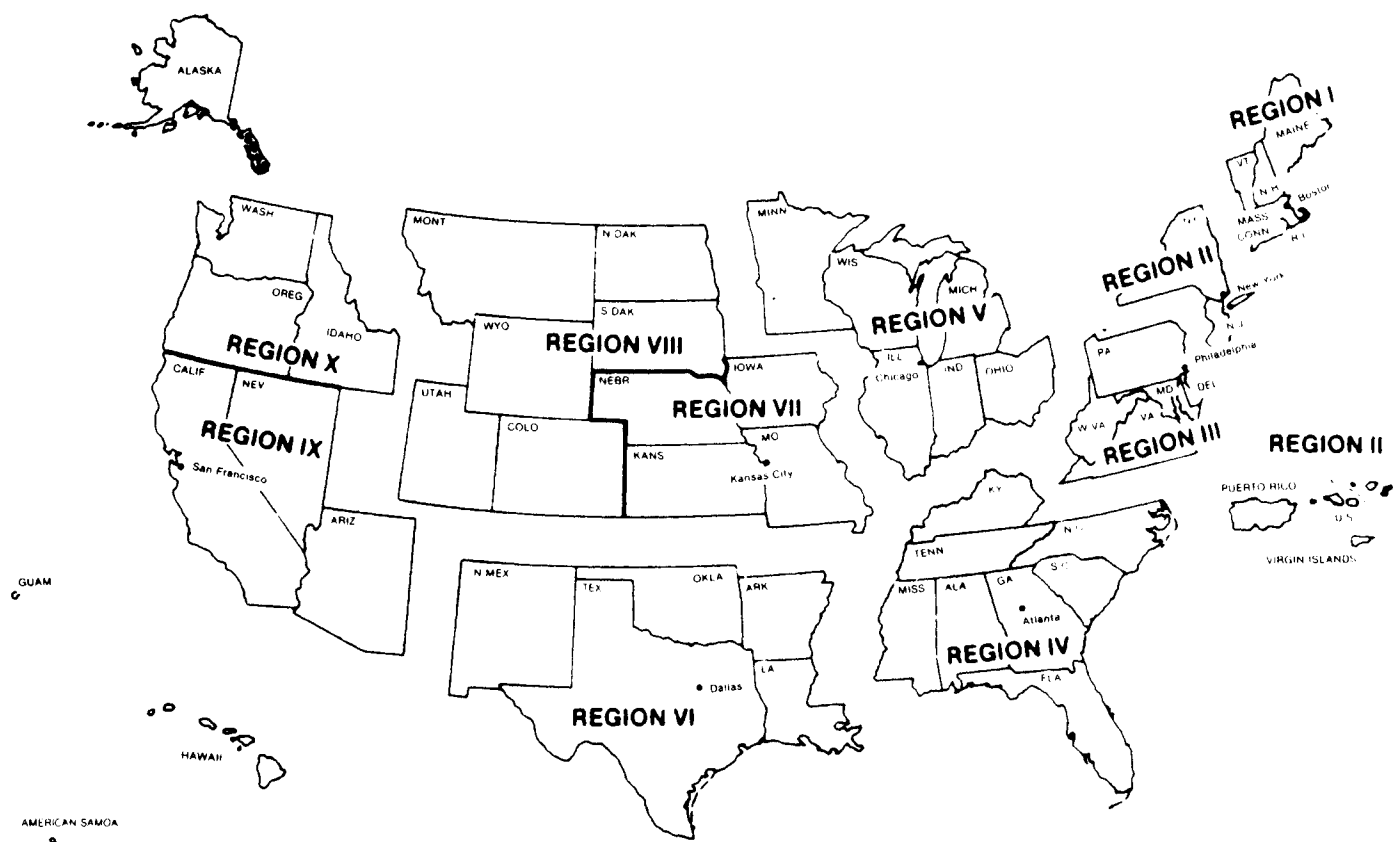 ALASKA
REGION I
MAINE
VT
N.H
Boston
MASS
CONN
R.I.
WASH
MONT
N DAK
MINN
WIS
MICH
REGION II
New York
N.J.
OREG
IDAHO
WYO
S DAK
REGION V
REGION X
REGION VIII
PA
Philadelphia
CALIF
NEV
UTAH
NEBR
IOWA
ILL
Chicago
IND
OHIO
MD
DEL
REGION IX
COLO
REGION VII
W VA
VA
REGION III
REGION II
San Francisco
KANS
MO
Kansas City
KY
PUERTO RICO
U.S.
VIRGIN ISLANDS
ARIZ
TENN
N.C.
S.C.
GUAM
N MEX
TEX
OKLA
ARK
MISS
ALA
GA
Atlanta
REGION IV
LA
FLA
Dallas
REGION VI
HAWAII
AMERICAN SAMOA